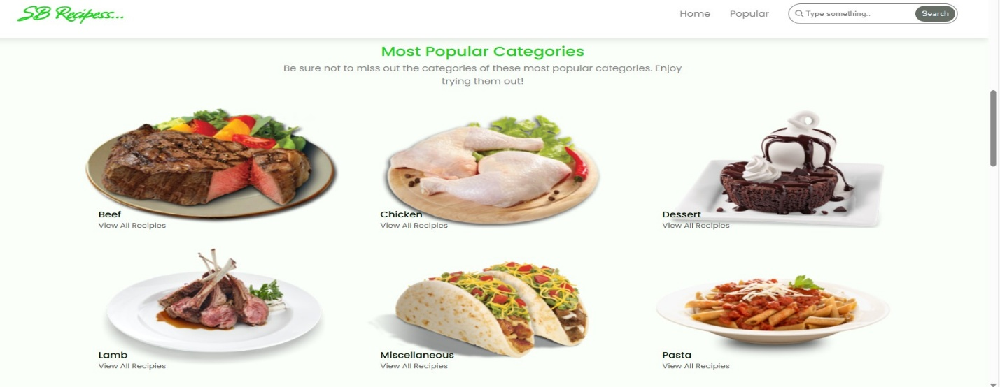 SB Recipess...
Home Popular Type something.. Search
Most Popular Categories
Be sure not to miss out the categories of these most popular categories. Enjoy
trying them out!
Beef
View All Recipies
Chicken
View All Recipies
Dessert
View All Recipies
Lamb
View All Recipies
Miscellaneous
View All Recipies
Pasta
View All Recipies